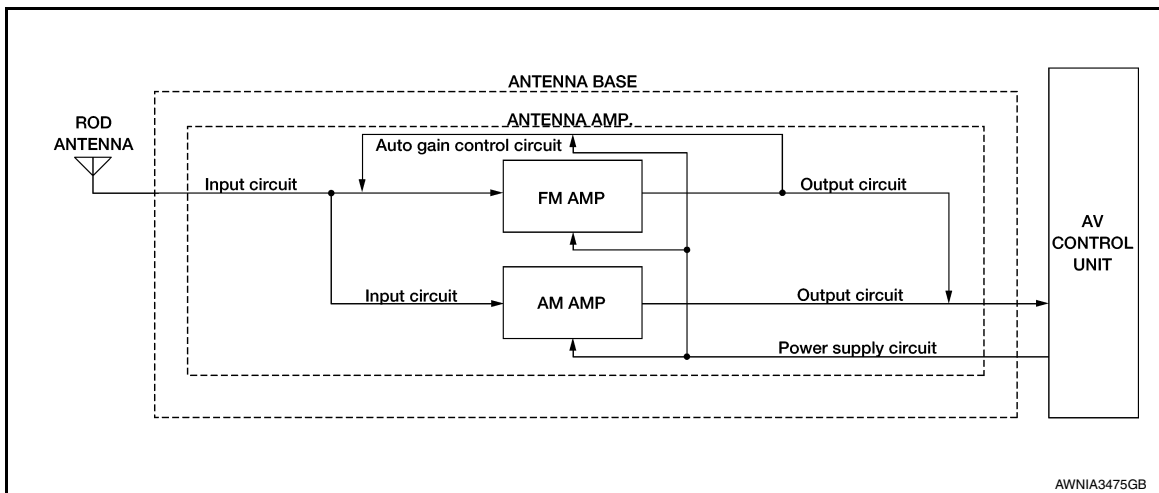 ANTENNA BASE
ROD
ANTENNA
ANTENNA AMP.
Auto gain control circuit
Input circuit
FM AMP
Output circuit
AV
CONTROL
UNIT
Input circuit
AM AMP
Output circuit
Power supply circuit
AWNIA3475GB